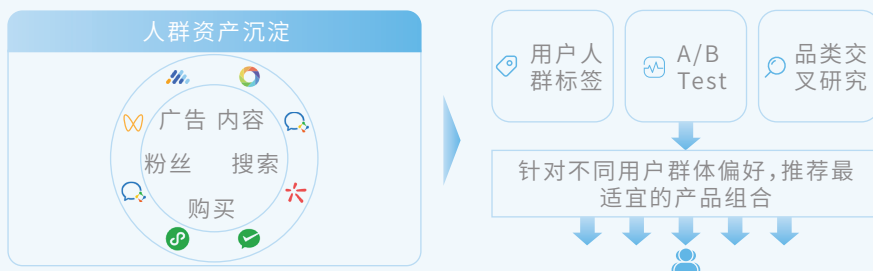 人群资产沉淀
广告 内容
粉丝 搜索
购买
用户人
群标签
A/B
Test
品类交
叉研究
针对不同用户群体偏好,推荐最
适宜的产品组合